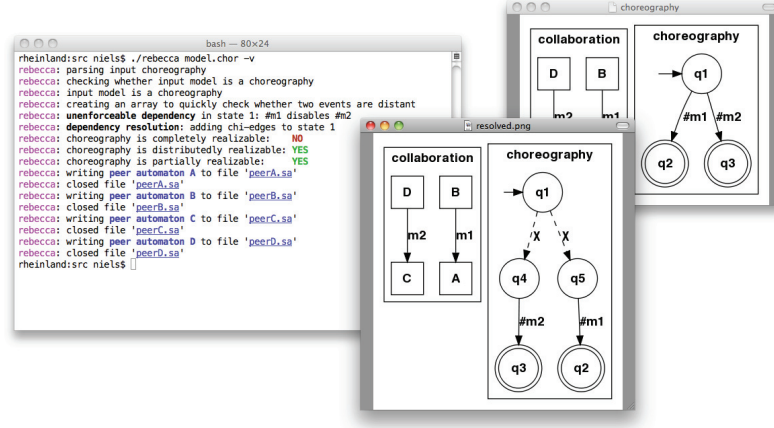 bash — 80×24
rheinland:src niels$ ./rebecca model.chor -v
rebecca: parsing input choreography
rebecca: checking whether input model is a choreography
rebecca: input model is a choreography
rebecca: creating an array to quickly check whether two events are distant
rebecca: unenforceable dependency in state 1: #m1 disables #m2
rebecca: dependency resolution: adding chi-edges to state 1
rebecca: choreography is completely realizable: NO
rebecca: choreography is distributedly realizable: YES
rebecca: choreography is partially realizable: YES
rebecca: writing peer automaton A to file 'peerA.sa'
rebecca: closed file 'peerA.sa'
rebecca: writing peer automaton B to file 'peerB.sa'
rebecca: closed file 'peerB.sa'
rebecca: writing peer automaton C to file 'peerC.sa'
rebecca: closed file 'peerC.sa'
rebecca: writing peer automaton D to file 'peerD.sa'
rebecca: closed file 'peerD.sa'
rheinland:src niels$
choreography
collaboration
D B
m2 m1
choreography
q1
#m1 #m2
q2 q3
resolved.png
collaboration
D B
m2 m1
C A
choreography
q1
X X
q4 q5
#m2 #m1
q3 q2